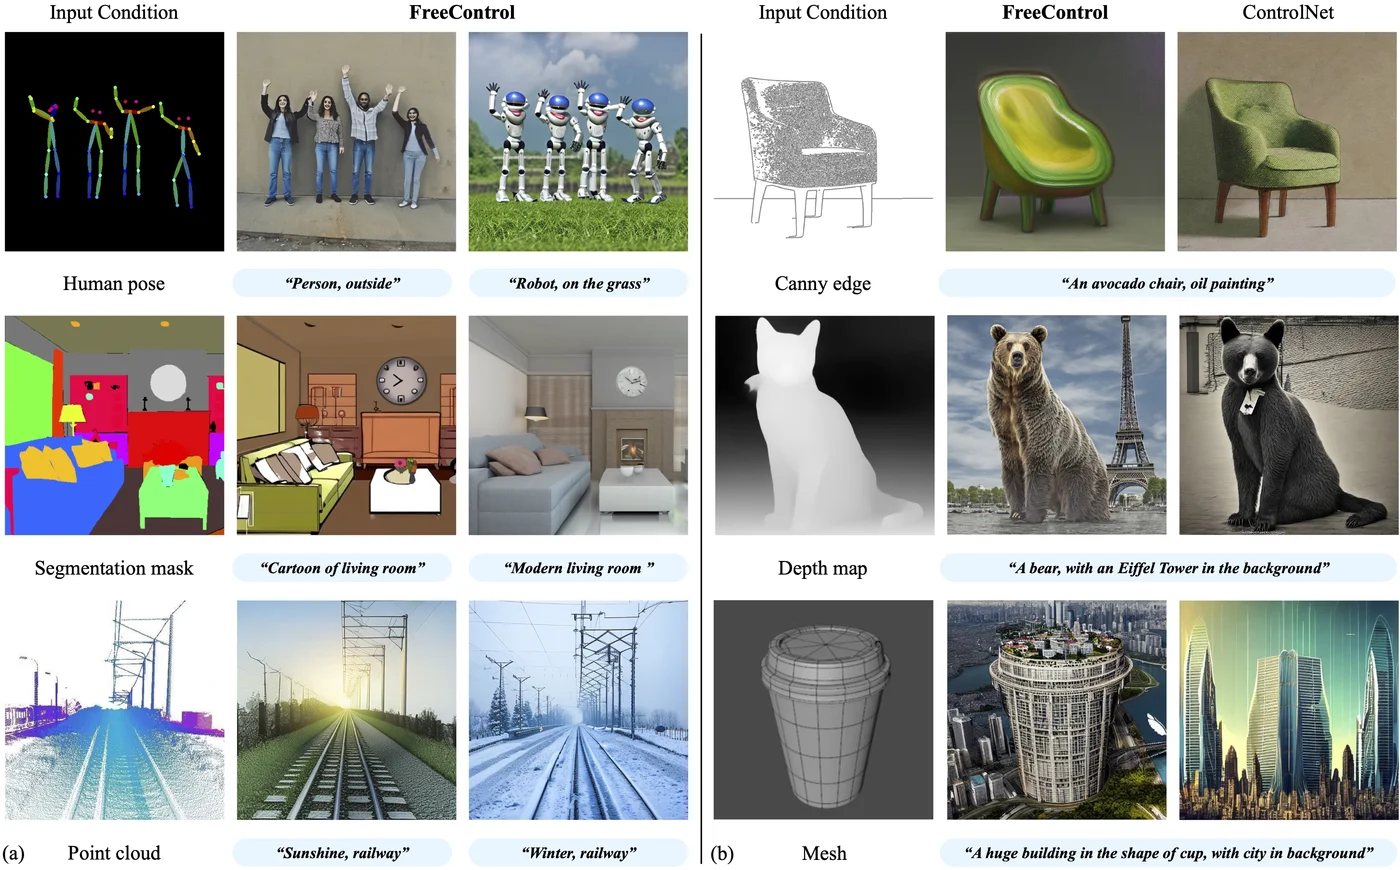 Input Condition
FreeControl
Human pose
“Person, outside”
“Robot, on the grass”
Segmentation mask
“Cartoon of living room”
“Modern living room ”
(a)
Point cloud
“Sunshine, railway”
“Winter, railway”
Input Condition
FreeControl
ControlNet
Canny edge
“An avocado chair, oil painting”
Depth map
“A bear, with an Eiffel Tower in the background”
(b)
Mesh
“A huge building in the shape of cup, with city in background”